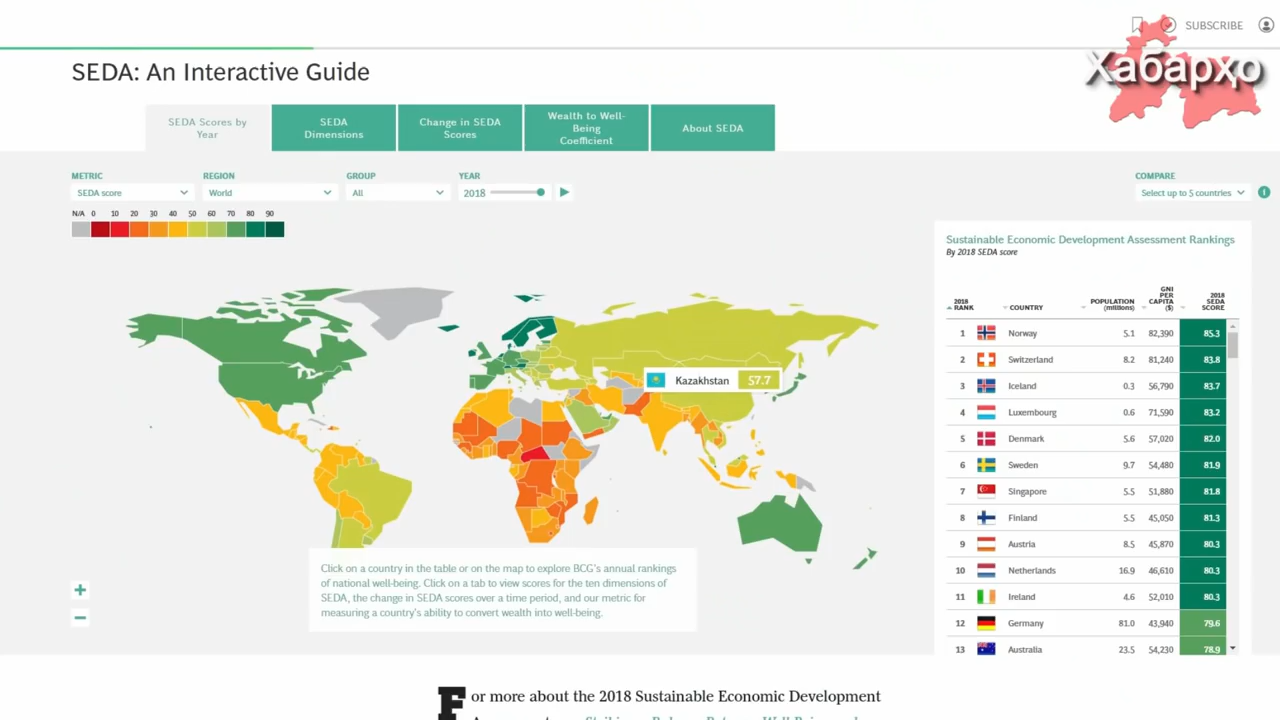 SUBSCRIBE
Хабарҳо
SEDA: An Interactive Guide
SEDA Scores by
Year
SEDA
Dimensions
Change in SEDA
Scores
Wealth to Well-
Being
Coefficient
About SEDA
METRIC
SEDA score
REGION
World
GROUP
All
YEAR
2018
COMPARE
Select up to 5 countries
N/A 0 10 20 30 40 50 60 70 80 90
Kazakhstan 57.7
Click on a country in the table or on the map to explore BCG's annual rankings
of national well-being. Click on a tab to view scores for the ten dimensions of
SEDA, the change in SEDA scores over a time period, and our metric for
measuring a country's ability to convert wealth into well-being.
Sustainable Economic Development Assessment Rankings
By 2018 SEDA score
2018
RANK
COUNTRY
POPULATION
(millions)
GNI
PER
CAPITA
($)
2018
SEDA
SCORE
1 Norway 5.1 82,390 85.3
2 Switzerland 8.2 81,240 83.8
3 Iceland 0.3 56,790 83.7
4 Luxembourg 0.6 71,590 83.2
5 Denmark 5.6 57,020 82.0
6 Sweden 9.7 54,480 81.9
7 Singapore 5.5 51,880 81.8
8 Finland 5.5 45,050 81.3
9 Austria 8.5 45,870 80.3
10 Netherlands 16.9 46,610 80.3
11 Ireland 4.6 52,010 80.3
12 Germany 81.0 43,940 79.6
13 Australia 23.5 54,230 78.9
For more about the 2018 Sustainable Economic Development